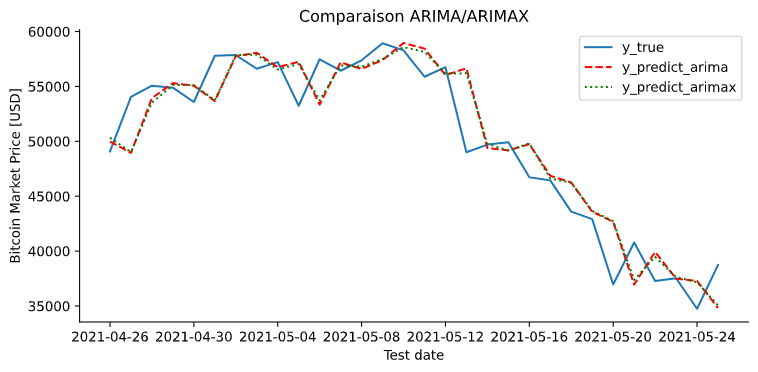 Comparaison ARIMA/ARIMAX
y_true
y_predict_arima
y_predict_arimax
Bitcoin Market Price [USD]
60000
55000
50000
45000
40000
35000
2021-04-26 2021-04-30 2021-05-04 2021-05-08 2021-05-12 2021-05-16 2021-05-20 2021-05-24
Test date